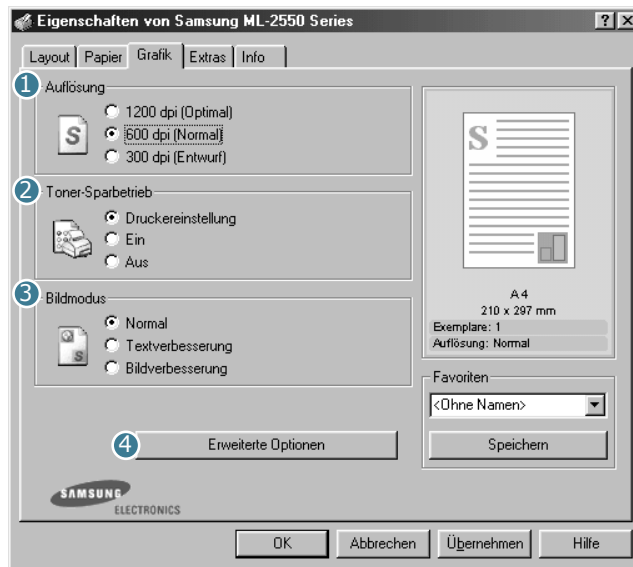 Eigenschaften von Samsung ML-2550 Series
Layout Papier Grafik Extras Info
1 Auflösung
1200 dpi (Optimal)
600 dpi (Normal)
300 dpi (Entwurf)
2 Toner-Sparbetrieb
Druckereinstellung
Ein
Aus
3 Bildmodus
Normal
Textverbesserung
Bildverbesserung
4 Erweiterte Optionen
S
S
S
A4
210 x 297 mm
Exemplare: 1
Auflösung: Normal
Favoriten
<Ohne Namen>
Speichern
SAMSUNG
ELECTRONICS
OK Abbrechen Übernehmen Hilfe